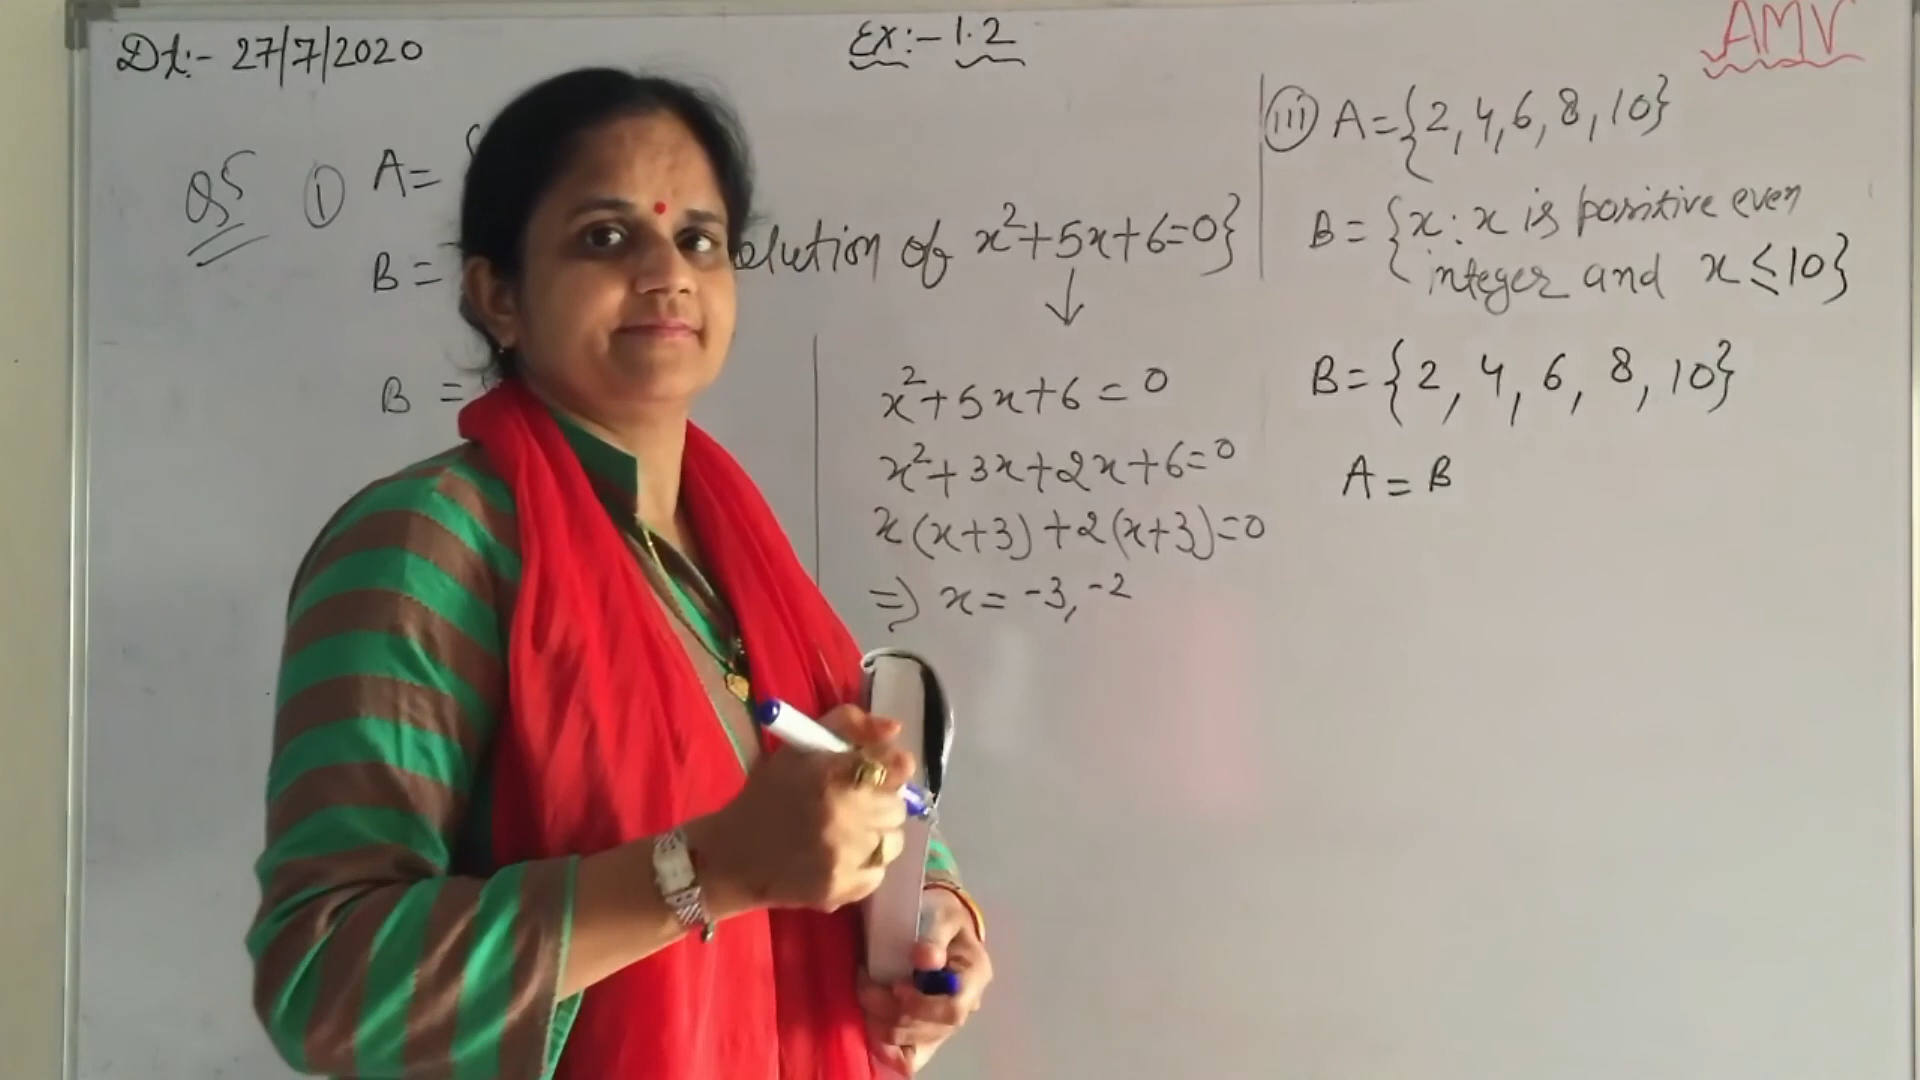 Dt:- 27/7/2020
Ex:- 1.2
AMV
Q5 (i) A = {
B =
olution of x²+5x+6=0}
↓
B =
x²+5x+6=0
x²+3x+2x+6=0
x(x+3)+2(x+3)=0
⇒ x = -3, -2
(iii) A={2, 4, 6, 8, 10}
B = {x : x is positive even
integer and x ≤ 10}
B = {2, 4, 6, 8, 10}
A = B